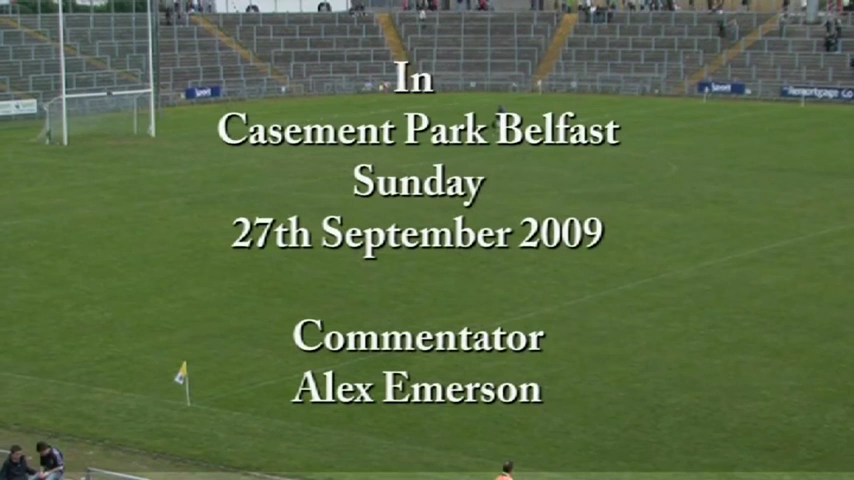 In
Casement Park Belfast
Sunday
27th September 2009
Commentator
Alex Emerson